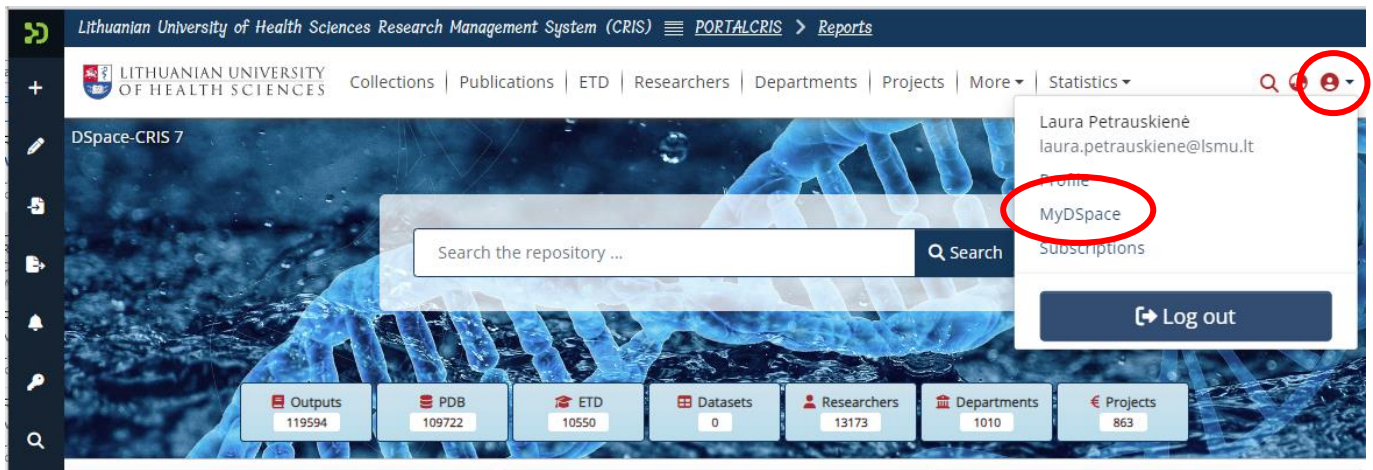 Lithuanian University of Health Sciences Research Management System (CRIS) PORTALCRIS > Reports
LITHUANIAN UNIVERSITY
OF HEALTH SCIENCES
Collections | Publications | ETD | Researchers | Departments | Projects | More | Statistics
DSpace-CRIS 7
Laura Petrauskienė
laura.petrauskiene@lsmu.lt
Profile
MyDSpace
Subscriptions
Log out
Search the repository ...
Search
Outputs
119594
PDB
109722
ETD
10550
Datasets
0
Researchers
13173
Departments
1010
€ Projects
863